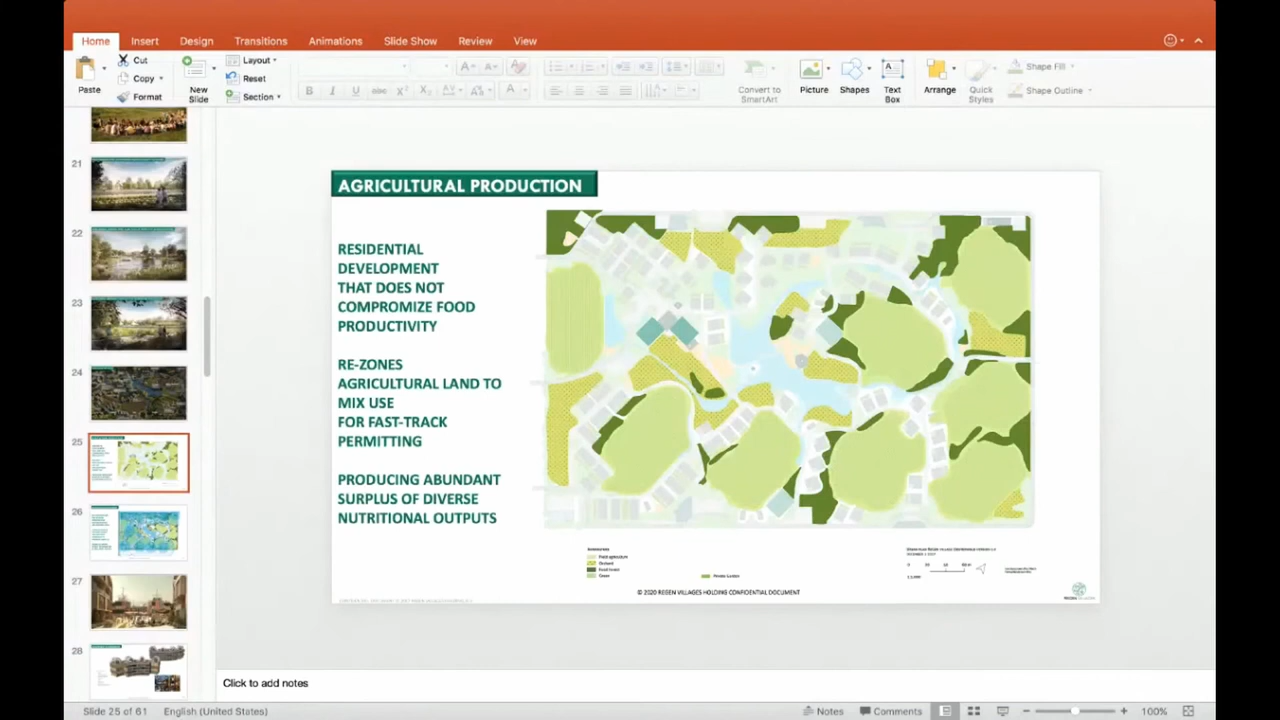 Home Insert Design Transitions Animations Slide Show Review View
Cut
Copy
Format
Paste
New
Slide
Layout
Reset
Section
Convert to
SmartArt
Picture
Shapes
Text
Box
Arrange
Quick
Styles
Shape Fill
Shape Outline
21
22
23
24
25
26
27
28
AGRICULTURAL PRODUCTION
RESIDENTIAL
DEVELOPMENT
THAT DOES NOT
COMPROMIZE FOOD
PRODUCTIVITY
RE-ZONES
AGRICULTURAL LAND TO
MIX USE
FOR FAST-TRACK
PERMITTING
PRODUCING ABUNDANT
SURPLUS OF DIVERSE
NUTRITIONAL OUTPUTS
© 2020 REGEN VILLAGES HOLDING CONFIDENTIAL DOCUMENT
Click to add notes
Slide 25 of 61 English (United States) Notes Comments 100%